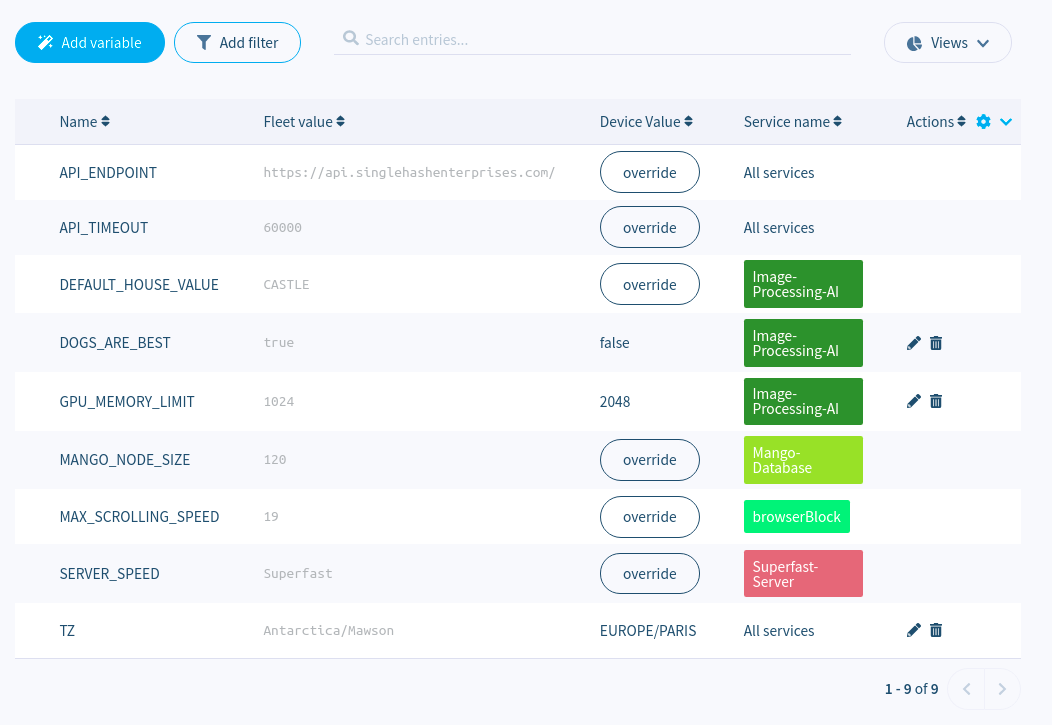 Add variable
Add filter
Search entries...
Views
Name Fleet value Device Value Service name Actions
API_ENDPOINT https://api.singlehashenterprises.com/ override All services
API_TIMEOUT 60000 override All services
DEFAULT_HOUSE_VALUE CASTLE override Image-
Processing-AI
DOGS_ARE_BEST true false Image-
Processing-AI
GPU_MEMORY_LIMIT 1024 2048 Image-
Processing-AI
MANGO_NODE_SIZE 120 override Mango-
Database
MAX_SCROLLING_SPEED 19 override browserBlock
SERVER_SPEED Superfast override Superfast-
Server
TZ Antarctica/Mawson EUROPE/PARIS All services
1 - 9 of 9